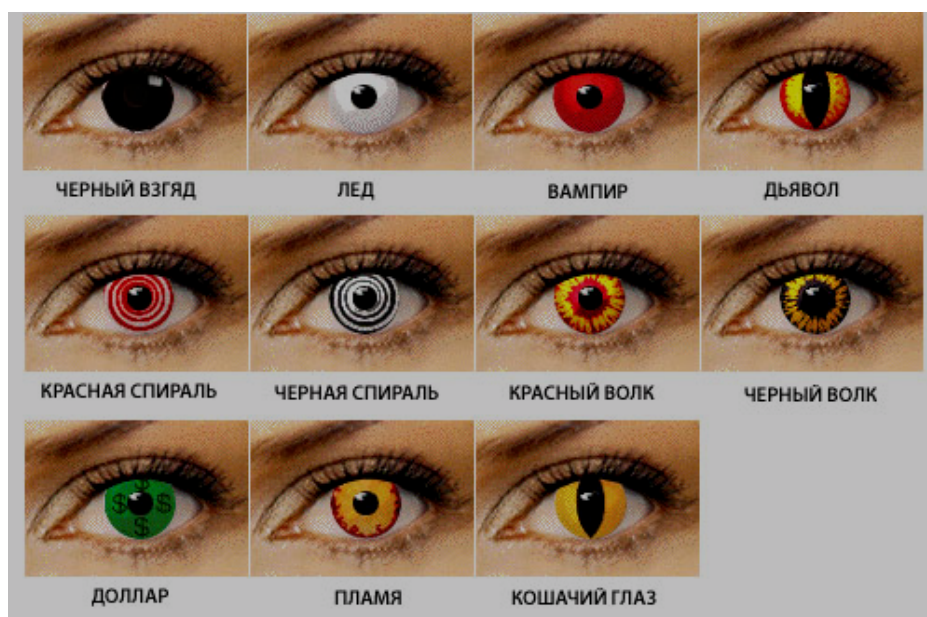 ЧЕРНЫЙ ВЗГЯД ЛЕД ВАМПИР ДЬЯВОЛ
КРАСНАЯ СПИРАЛЬ ЧЕРНАЯ СПИРАЛЬ КРАСНЫЙ ВОЛК ЧЕРНЫЙ ВОЛК
ДОЛЛАР ПЛАМЯ КОШАЧИЙ ГЛАЗ